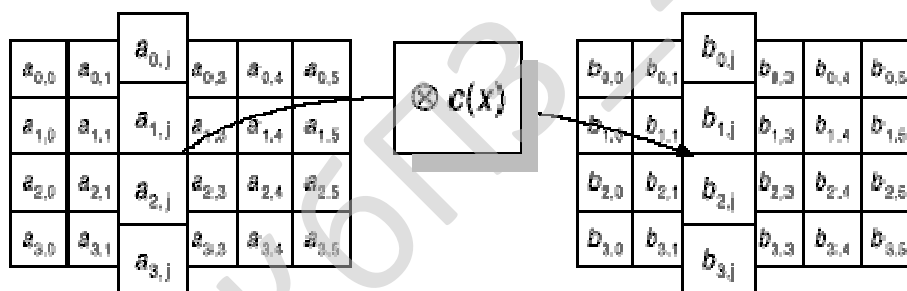 a0,0 a0,1 a0,j a0,3 a0,4 a0,5 ⊗ c(x) b0,0 b0,1 b0,j b0,3 b0,4 b0,5
a1,0 a1,1 a1,j a1,4 a1,5 b1,0 b1,1 b1,j b1,3 b1,4 b1,5
a2,0 a2,1 a2,j a2,3 a2,4 a2,5 b2,0 b2,1 b2,j b2,3 b2,4 b2,5
a3,0 a3,1 a3,j a3,3 a3,4 a3,5 b3,0 b3,1 b3,j b3,3 b3,4 b3,5